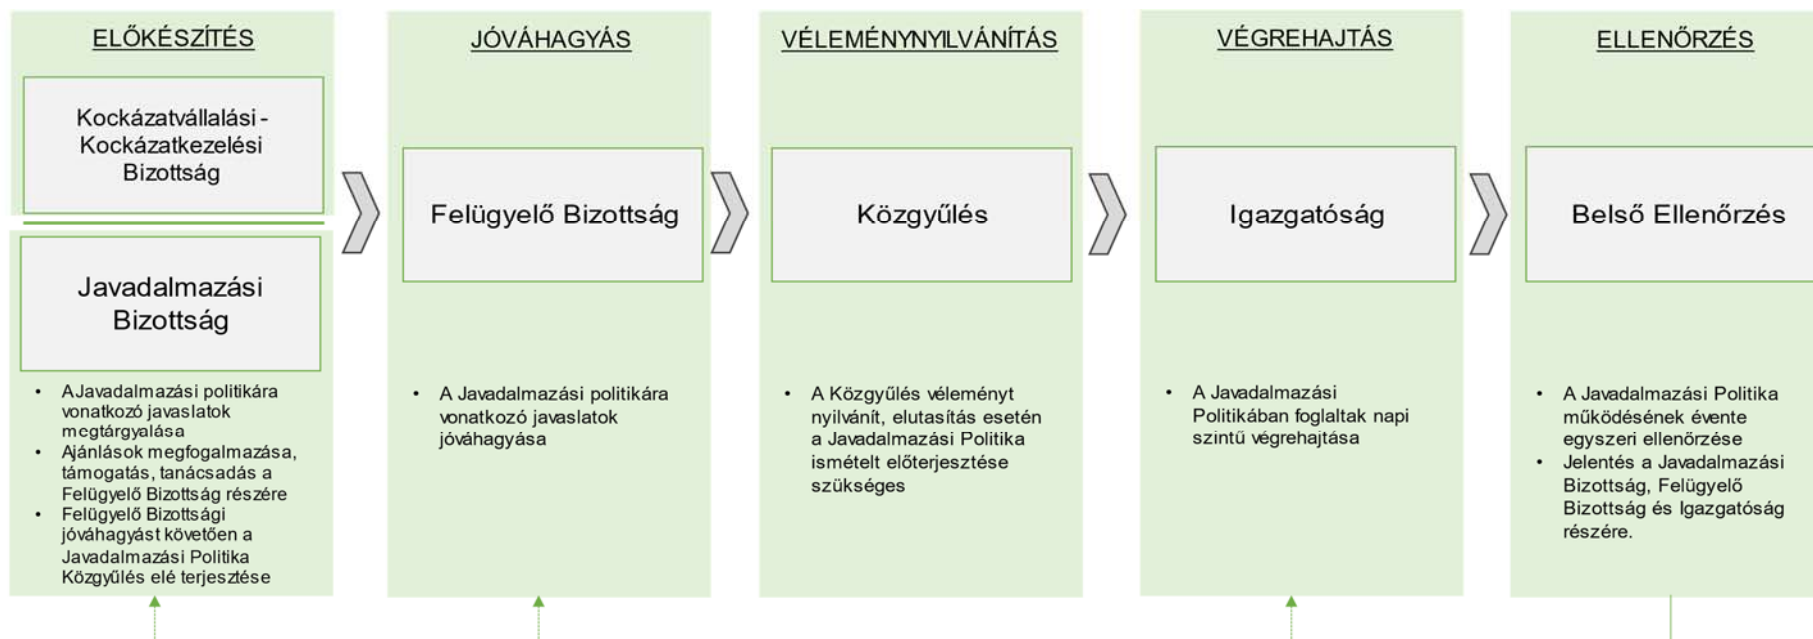 ELŐKÉSZÍTÉS
Kockázatvállalási -
Kockázatkezelési
Bizottság
Javadalmazási
Bizottság
• A Javadalmazási politikára
vonatkozó javaslatok
megtárgyalása
• Ajánlások megfogalmazása,
támogatás, tanácsadás a
Felügyelő Bizottság részére
• Felügyelő Bizottsági
jóváhagyást követően a
Javadalmazási Politika
Közgyűlés elé terjesztése
JÓVÁHAGYÁS
Felügyelő Bizottság
• A Javadalmazási politikára
vonatkozó javaslatok
jóváhagyása
VÉLEMÉNYNYILVÁNÍTÁS
Közgyűlés
• A Közgyűlés véleményt
nyilvánít, elutasítás esetén
a Javadalmazási Politika
ismételt előterjesztése
szükséges
VÉGREHAJTÁS
Igazgatóság
• A Javadalmazási
Politikában foglaltak napi
szintű végrehajtása
ELLENŐRZÉS
Belső Ellenőrzés
• A Javadalmazási Politika
működésének évente
egyszeri ellenőrzése
• Jelentés a Javadalmazási
Bizottság, Felügyelő
Bizottság és Igazgatóság
részére.